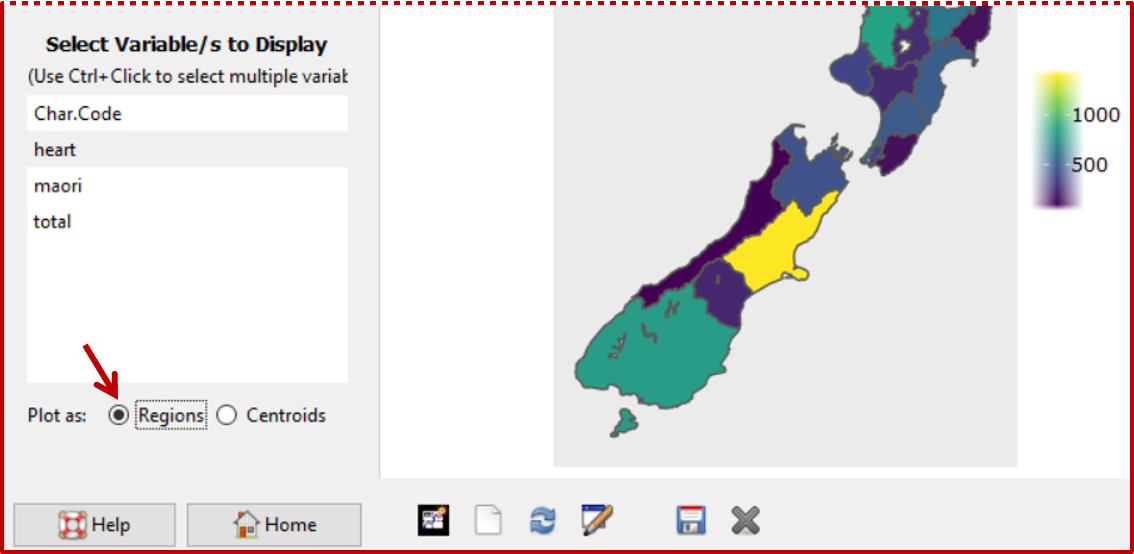 Select Variable/s to Display
(Use Ctrl+Click to select multiple variat
Char.Code
heart
maori
total
Plot as: Regions Centroids
Help Home
1000
500